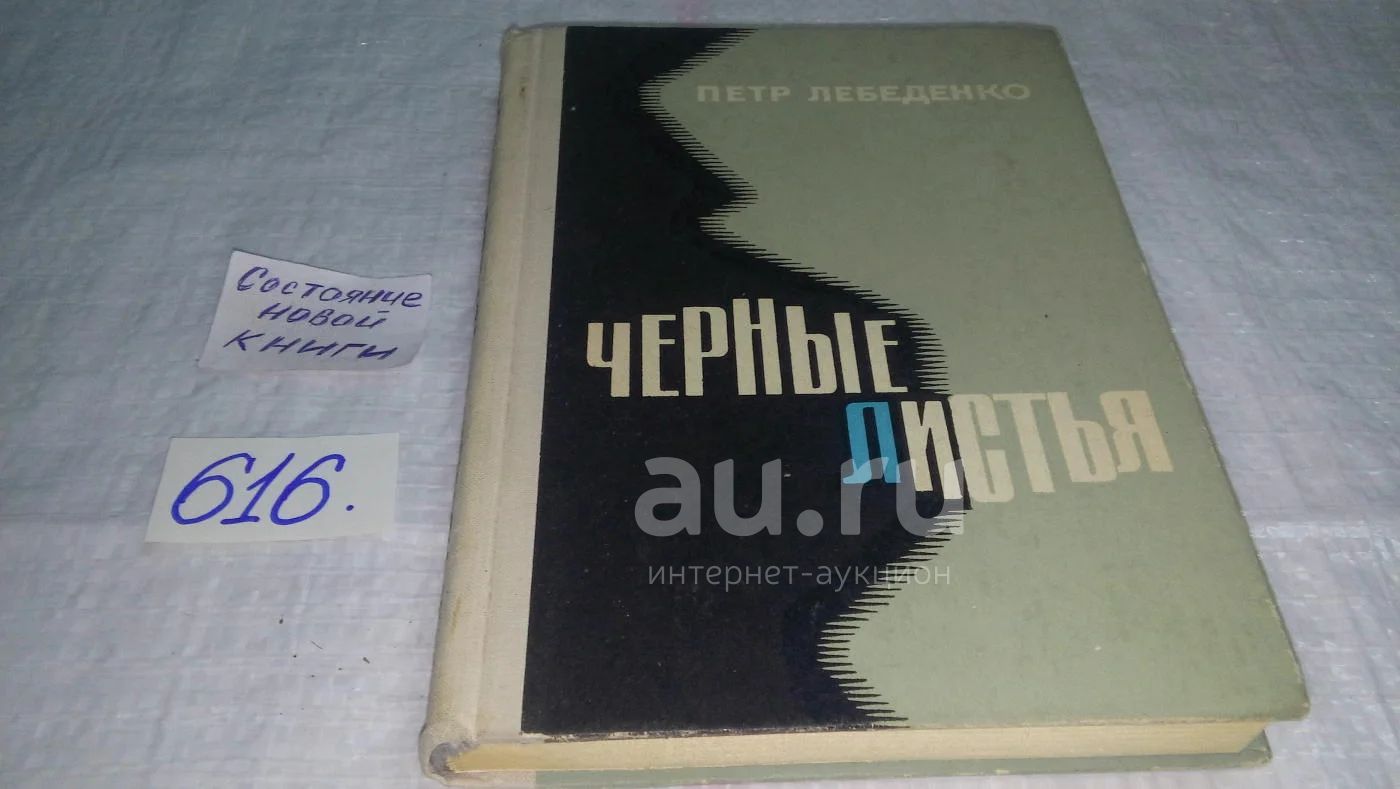 ПЕТР ЛЕБЕДЕНКО
ЧЕРНЫЕ
ЛИСТЬЯ
Состояние
новой
книги
616.
au.ru
интернет-аукцион